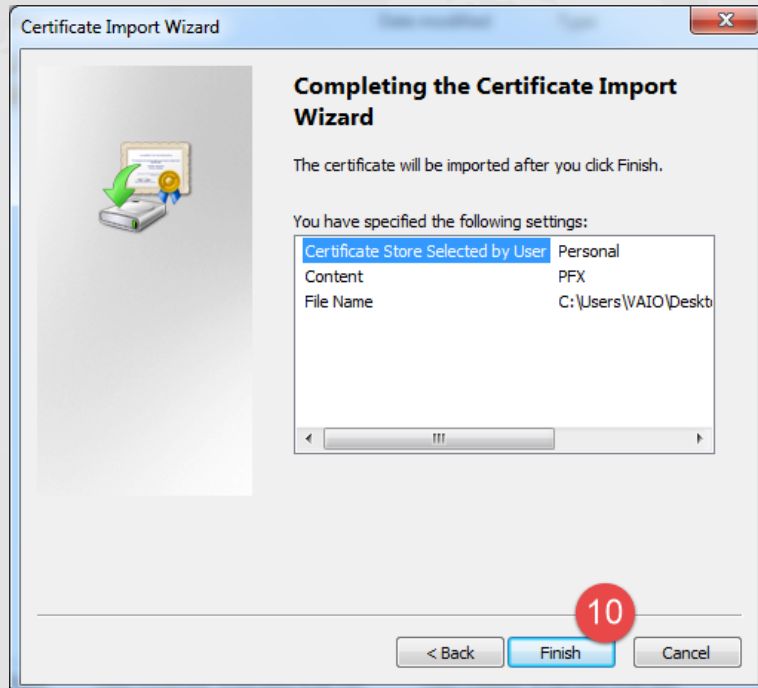 Certificate Import Wizard
Completing the Certificate Import
Wizard
The certificate will be imported after you click Finish.
You have specified the following settings:
Certificate Store Selected by User Personal
Content PFX
File Name C:\Users\VAIO\Deskt
10
< Back Finish Cancel